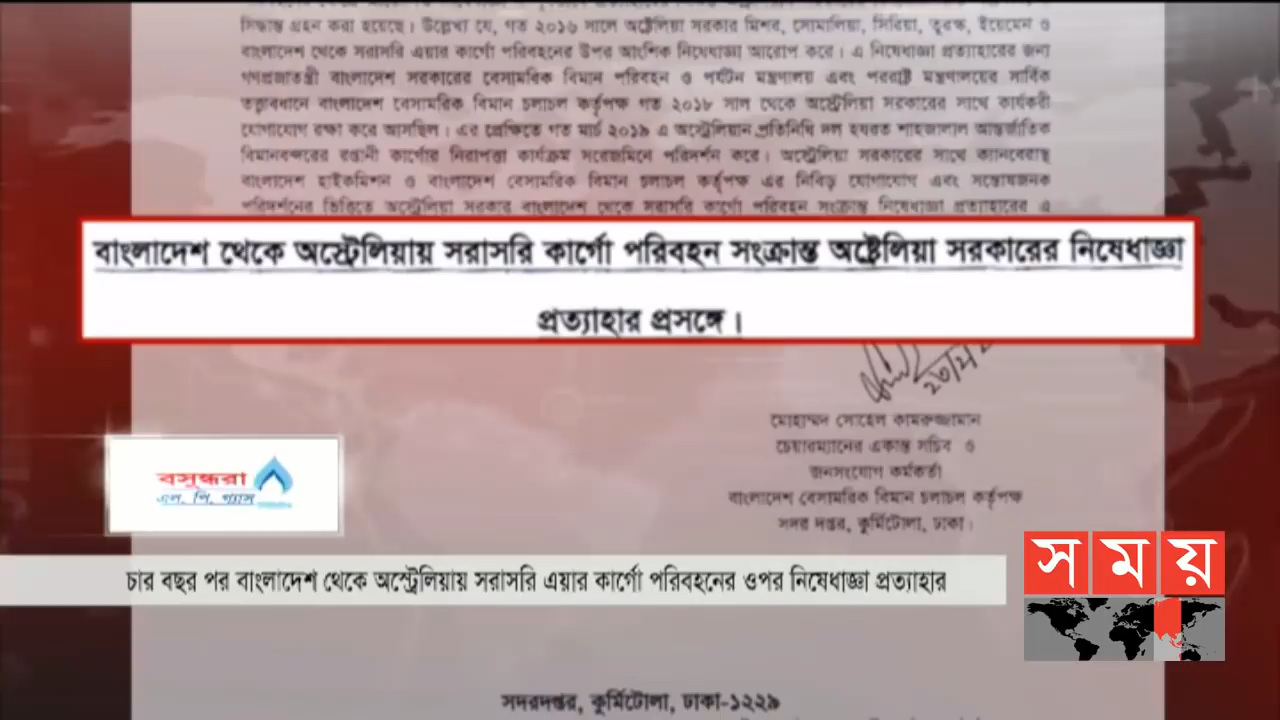 সিদ্ধান্ত গ্রহন করা হয়েছে। উল্লেখ্য যে, গত ২০১৬ সালে অষ্ট্রেলিয়া সরকার মিশর, সোমালিয়া, সিরিয়া, তুরস্ক, ইয়েমেন ও
বাংলাদেশ থেকে সরাসরি এয়ার কার্গো পরিবহনের উপর আংশিক নিষেধাজ্ঞা আরোপ করে। এ নিষেধাজ্ঞা প্রত্যাহারের জন্য
গণপ্রজাতন্ত্রী বাংলাদেশ সরকারের বেসামরিক বিমান পরিবহন ও পর্যটন মন্ত্রণালয় এবং পররাষ্ট্র মন্ত্রণালয়ের সার্বিক
তত্ত্বাবধানে বাংলাদেশ বেসামরিক বিমান চলাচল কর্তৃপক্ষ গত ২০১৮ সাল থেকে অস্ট্রেলিয়া সরকারের সাথে কার্যকরী
যোগাযোগ রক্ষা করে আসছিল। এর প্রেক্ষিতে গত মার্চ ২০১৯ এ অস্ট্রেলিয়ান প্রতিনিধি দল হযরত শাহজালাল আন্তর্জাতিক
বিমানবন্দরের রপ্তানী কার্গোর নিরাপত্তা কার্যক্রম সরেজমিনে পরিদর্শন করে। অস্ট্রেলিয়া সরকারের সাথে ক্যানবেরাস্থ
বাংলাদেশ হাইকমিশন ও বাংলাদেশ বেসামরিক বিমান চলাচল কর্তৃপক্ষ এর নিবিড় যোগাযোগ এবং সন্তোষজনক
পরিদর্শনের ভিত্তিতে অস্ট্রেলিয়া সরকার বাংলাদেশ থেকে সরাসরি কার্গো পরিবহন সংক্রান্ত নিষেধাজ্ঞা প্রত্যাহারের এ
বাংলাদেশ থেকে অস্ট্রেলিয়ায় সরাসরি কার্গো পরিবহন সংক্রান্ত অষ্ট্রেলিয়া সরকারের নিষেধাজ্ঞা
প্রত্যাহার প্রসঙ্গে।
মোহাম্মদ সোহেল কামরুজ্জামান
চেয়ারম্যানের একান্ত সচিব ও
জনসংযোগ কর্মকর্তা
বাংলাদেশ বেসামরিক বিমান চলাচল কর্তৃপক্ষ
সদর দপ্তর, কুর্মিটোলা, ঢাকা।
বসুন্ধরা
এল. পি. গ্যাস
চার বছর পর বাংলাদেশ থেকে অস্ট্রেলিয়ায় সরাসরি এয়ার কার্গো পরিবহনের ওপর নিষেধাজ্ঞা প্রত্যাহার
সময়
সদরদপ্তর, কুর্মিটোলা, ঢাকা-১২২৯